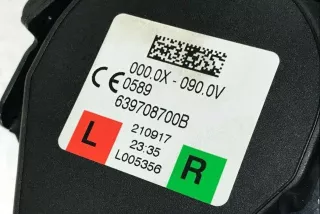 000.0X - 090.0V
CE 0589
639708700B
210917
23:35
L005356
L
R